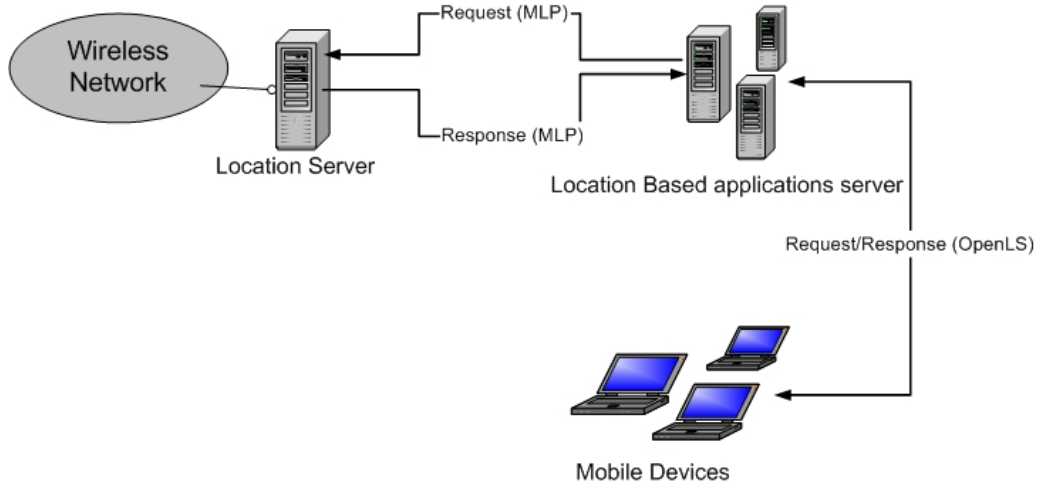 Request (MLP)
Wireless
Network
Response (MLP)
Location Server
Location Based applications server
Request/Response (OpenLS)
Mobile Devices